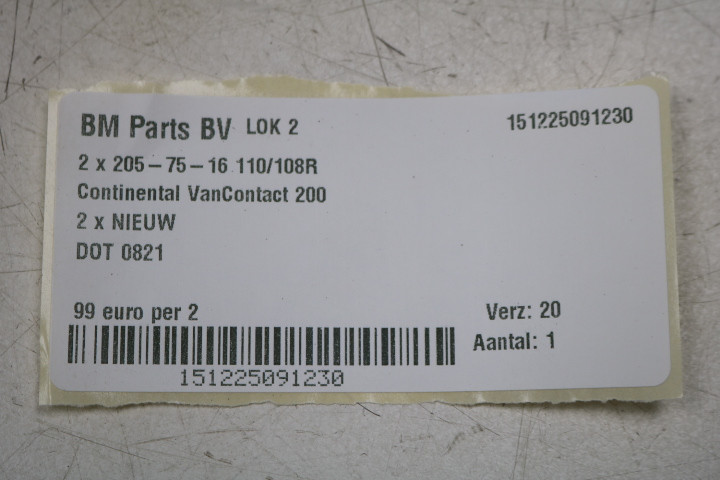 BM Parts BV LOK 2 151225091230
2 x 205-75-16 110/108R
Continental VanContact 200
2 x NIEUW
DOT 0821
99 euro per 2 Verz: 20
Aantal: 1
151225091230